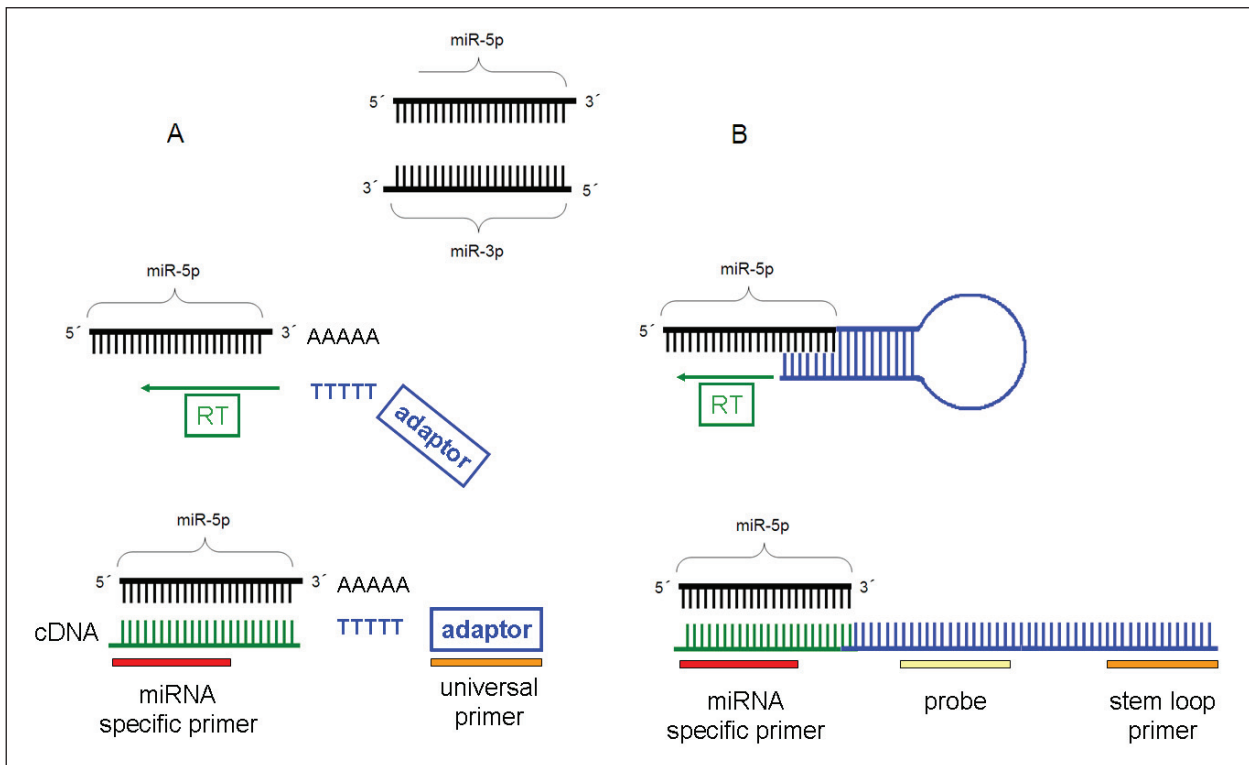 miR-5p
5´ 3´
A B
3´ 5´
miR-3p
miR-5p
5´ 3´ AAAAA
TTTTT
RT
adaptor
miR-5p
5´
RT
miR-5p
5´ 3´ AAAAA
cDNA TTTTT adaptor
miRNA
specific primer
universal
primer
miR-5p
5´ 3´
miRNA
specific primer
probe
stem loop
primer